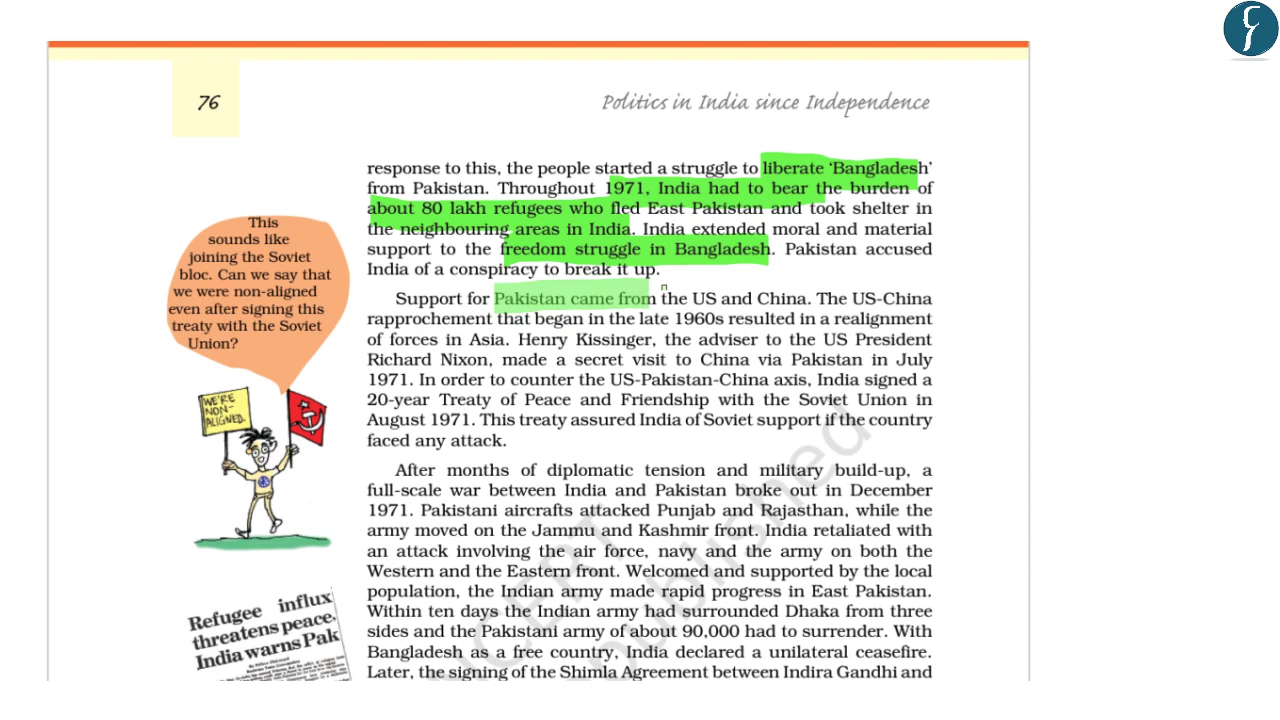 76
Politics in India since Independence
response to this, the people started a struggle to liberate ‘Bangladesh’
from Pakistan. Throughout 1971, India had to bear the burden of
about 80 lakh refugees who fled East Pakistan and took shelter in
the neighbouring areas in India. India extended moral and material
support to the freedom struggle in Bangladesh. Pakistan accused
India of a conspiracy to break it up.
Support for Pakistan came from the US and China. The US-China
rapprochement that began in the late 1960s resulted in a realignment
of forces in Asia. Henry Kissinger, the adviser to the US President
Richard Nixon, made a secret visit to China via Pakistan in July
1971. In order to counter the US-Pakistan-China axis, India signed a
20-year Treaty of Peace and Friendship with the Soviet Union in
August 1971. This treaty assured India of Soviet support if the country
faced any attack.
After months of diplomatic tension and military build-up, a
full-scale war between India and Pakistan broke out in December
1971. Pakistani aircrafts attacked Punjab and Rajasthan, while the
army moved on the Jammu and Kashmir front. India retaliated with
an attack involving the air force, navy and the army on both the
Western and the Eastern front. Welcomed and supported by the local
population, the Indian army made rapid progress in East Pakistan.
Within ten days the Indian army had surrounded Dhaka from three
sides and the Pakistani army of about 90,000 had to surrender. With
Bangladesh as a free country, India declared a unilateral ceasefire.
Later, the signing of the Shimla Agreement between Indira Gandhi and
This
sounds like
joining the Soviet
bloc. Can we say that
we were non-aligned
even after signing this
treaty with the Soviet
Union?
WE'RE
NON-
ALIGNED.
Refugee influx
threatens peace,
India warns Pak
NCERT
published